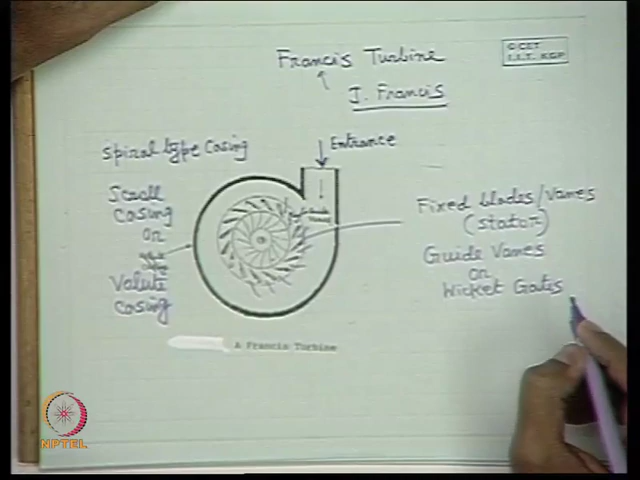 Francis Turbine
J. Francis
© CET
I.I.T. KGP
Entrance
Spiral type Casing
Scroll
Casing
or
Volute
Casing
Fixed blades/Vanes
(stator)
Guide Vanes
or
Wicket Gates
A Francis Turbine
NPTEL